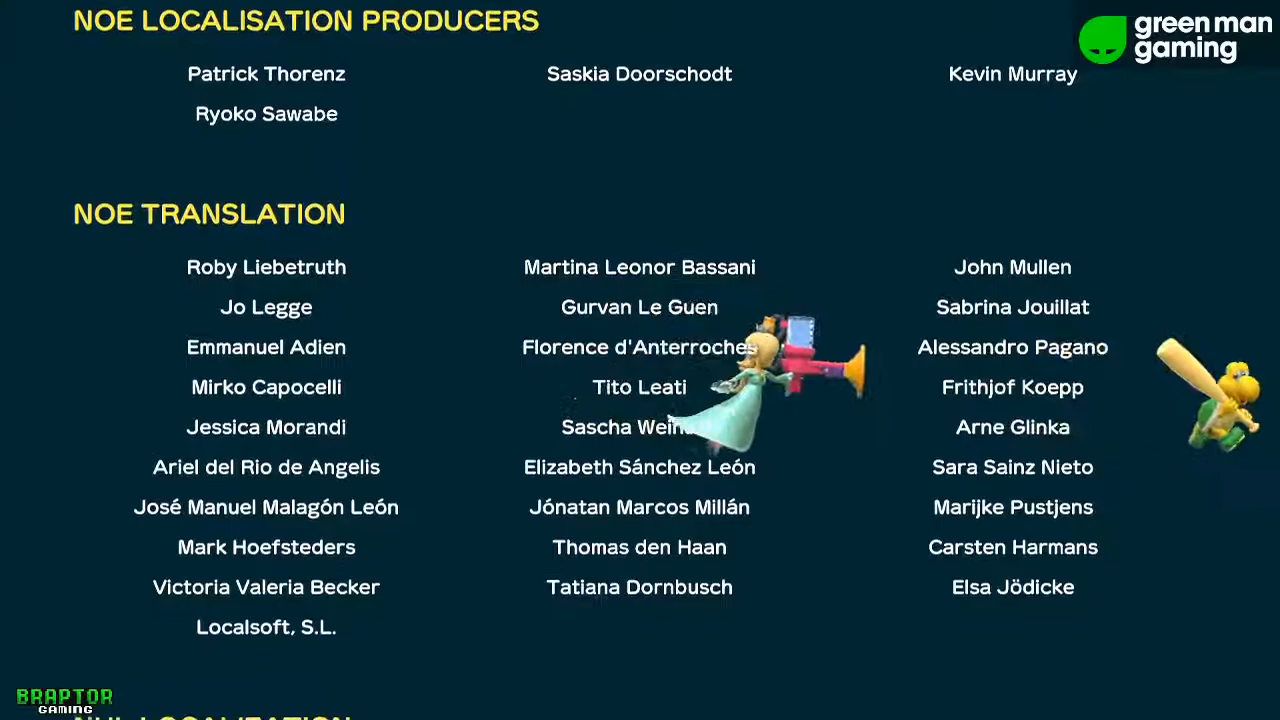 NOE LOCALISATION PRODUCERS
green man
gaming
Patrick Thorenz Saskia Doorschodt Kevin Murray
Ryoko Sawabe
NOE TRANSLATION
Roby Liebetruth Martina Leonor Bassani John Mullen
Jo Legge Gurvan Le Guen Sabrina Jouillat
Emmanuel Adien Florence d'Anterroches Alessandro Pagano
Mirko Capocelli Tito Leati Frithjof Koepp
Jessica Morandi Sascha Arne Glinka
Ariel del Rio de Angelis Elizabeth Sánchez León Sara Sainz Nieto
José Manuel Malagón León Jónatan Marcos Millán Marijke Pustjens
Mark Hoefsteders Thomas den Haan Carsten Harmans
Victoria Valeria Becker Tatiana Dornbusch Elsa Jödicke
Localsoft, S.L.
BRAPTOR
GAMING